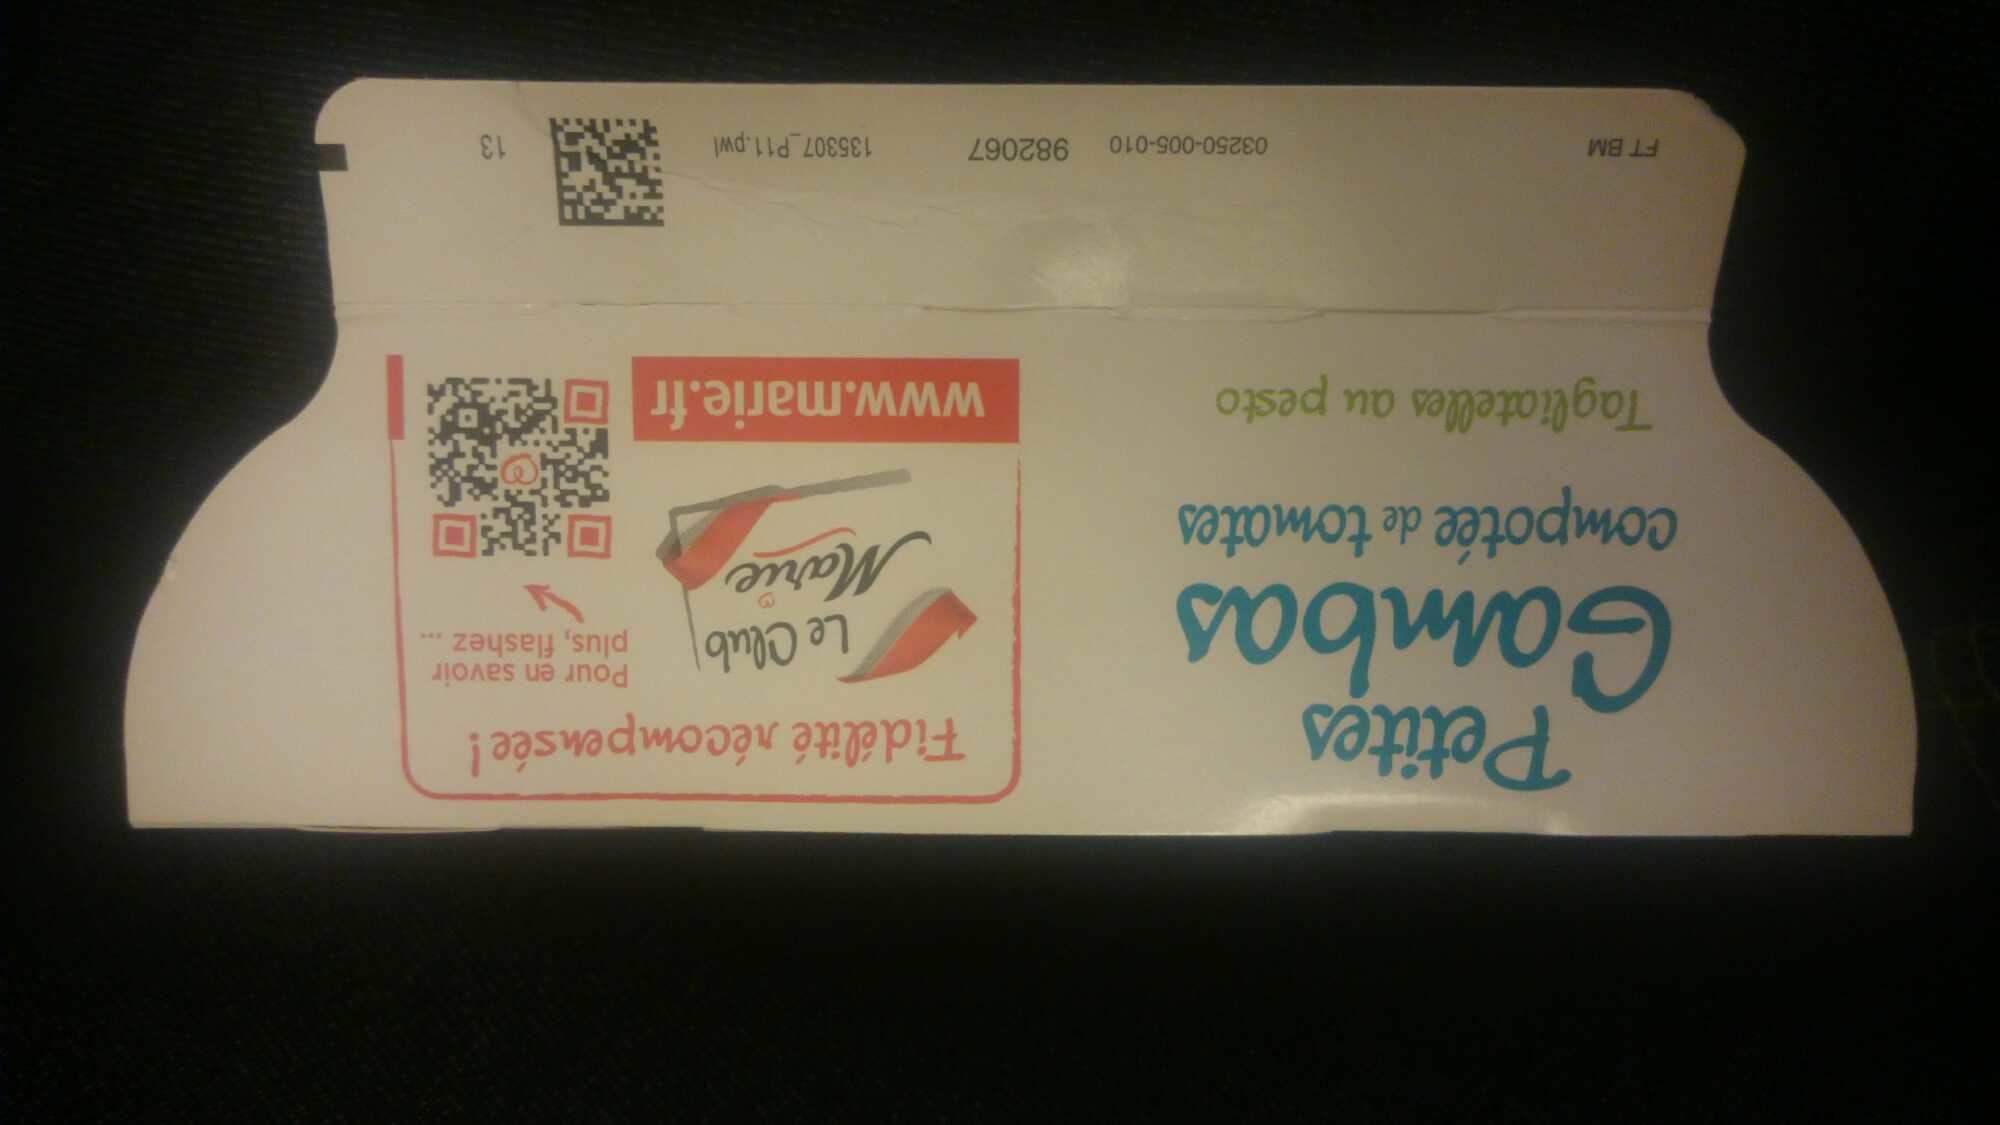 Petites
Gambas
compotée de tomates
Tagliatelles au pesto
Fidélité récompensée !
Le Club
Marie
Pour en savoir
plus, flashez ...
www.marie.fr
FT BM 03250-005-010 982067 135307_P11.pwl 13